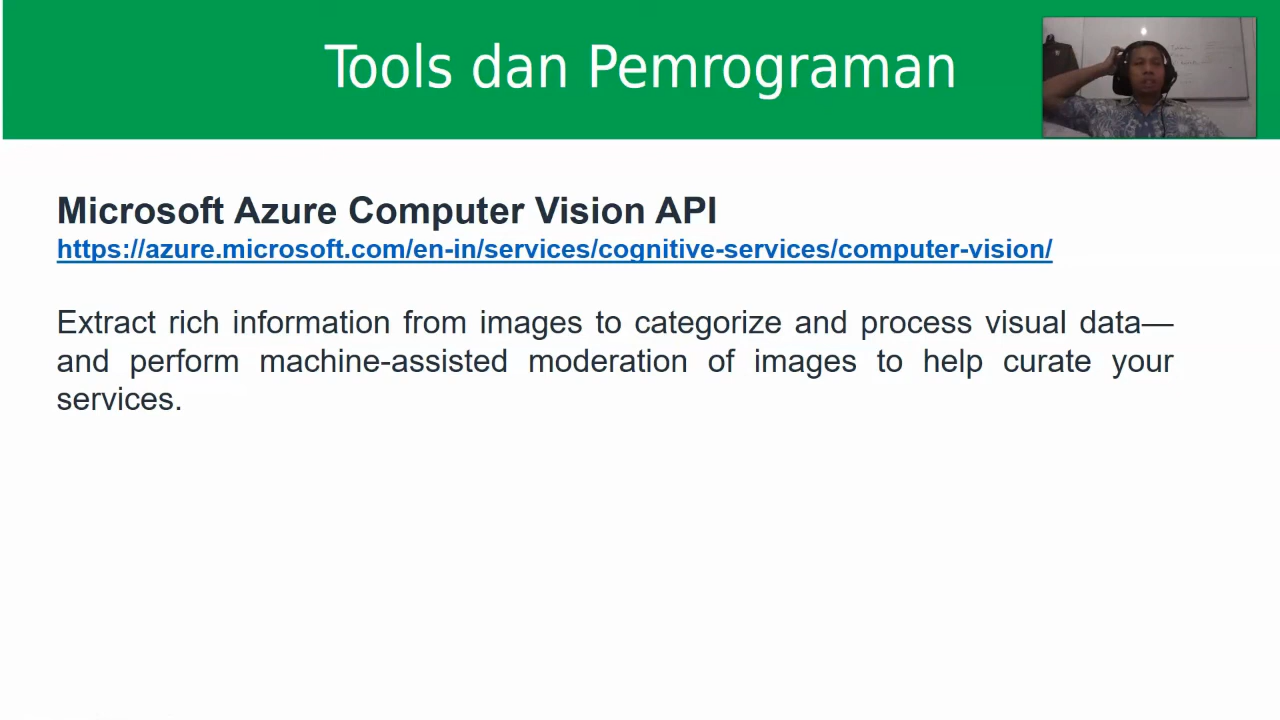 Tools dan Pemrograman
Microsoft Azure Computer Vision API
https://azure.microsoft.com/en-in/services/cognitive-services/computer-vision/
Extract rich information from images to categorize and process visual data—
and perform machine-assisted moderation of images to help curate your
services.